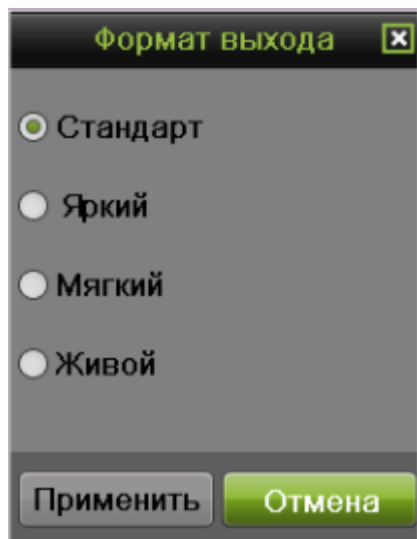 Формат выхода
Стандарт
Яркий
Мягкий
Живой
Применить Отмена